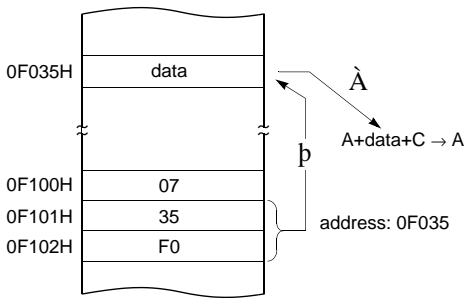 0F035H data À
A+data+C → A
þ
0F100H 07
0F101H 35 address: 0F035
0F102H F0